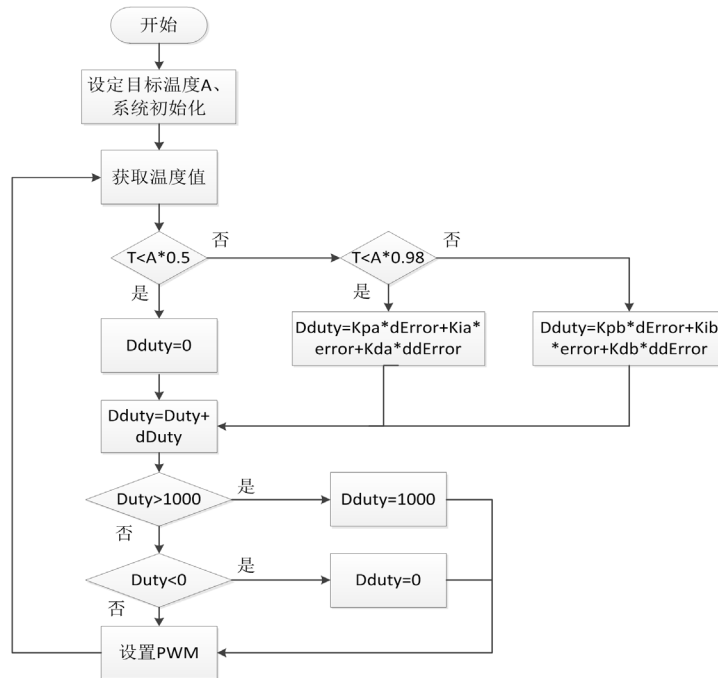 开始
设定目标温度A、
系统初始化
获取温度值
T<A*0.5
否
T<A*0.98
否
是
是
Dduty=0
Dduty=Kpa*dError+Kia*
error+Kda*ddError
Dduty=Kpb*dError+Kib
*error+Kdb*ddError
Dduty=Duty+
dDuty
Duty>1000
是
Dduty=1000
否
Duty<0
是
Dduty=0
否
设置PWM